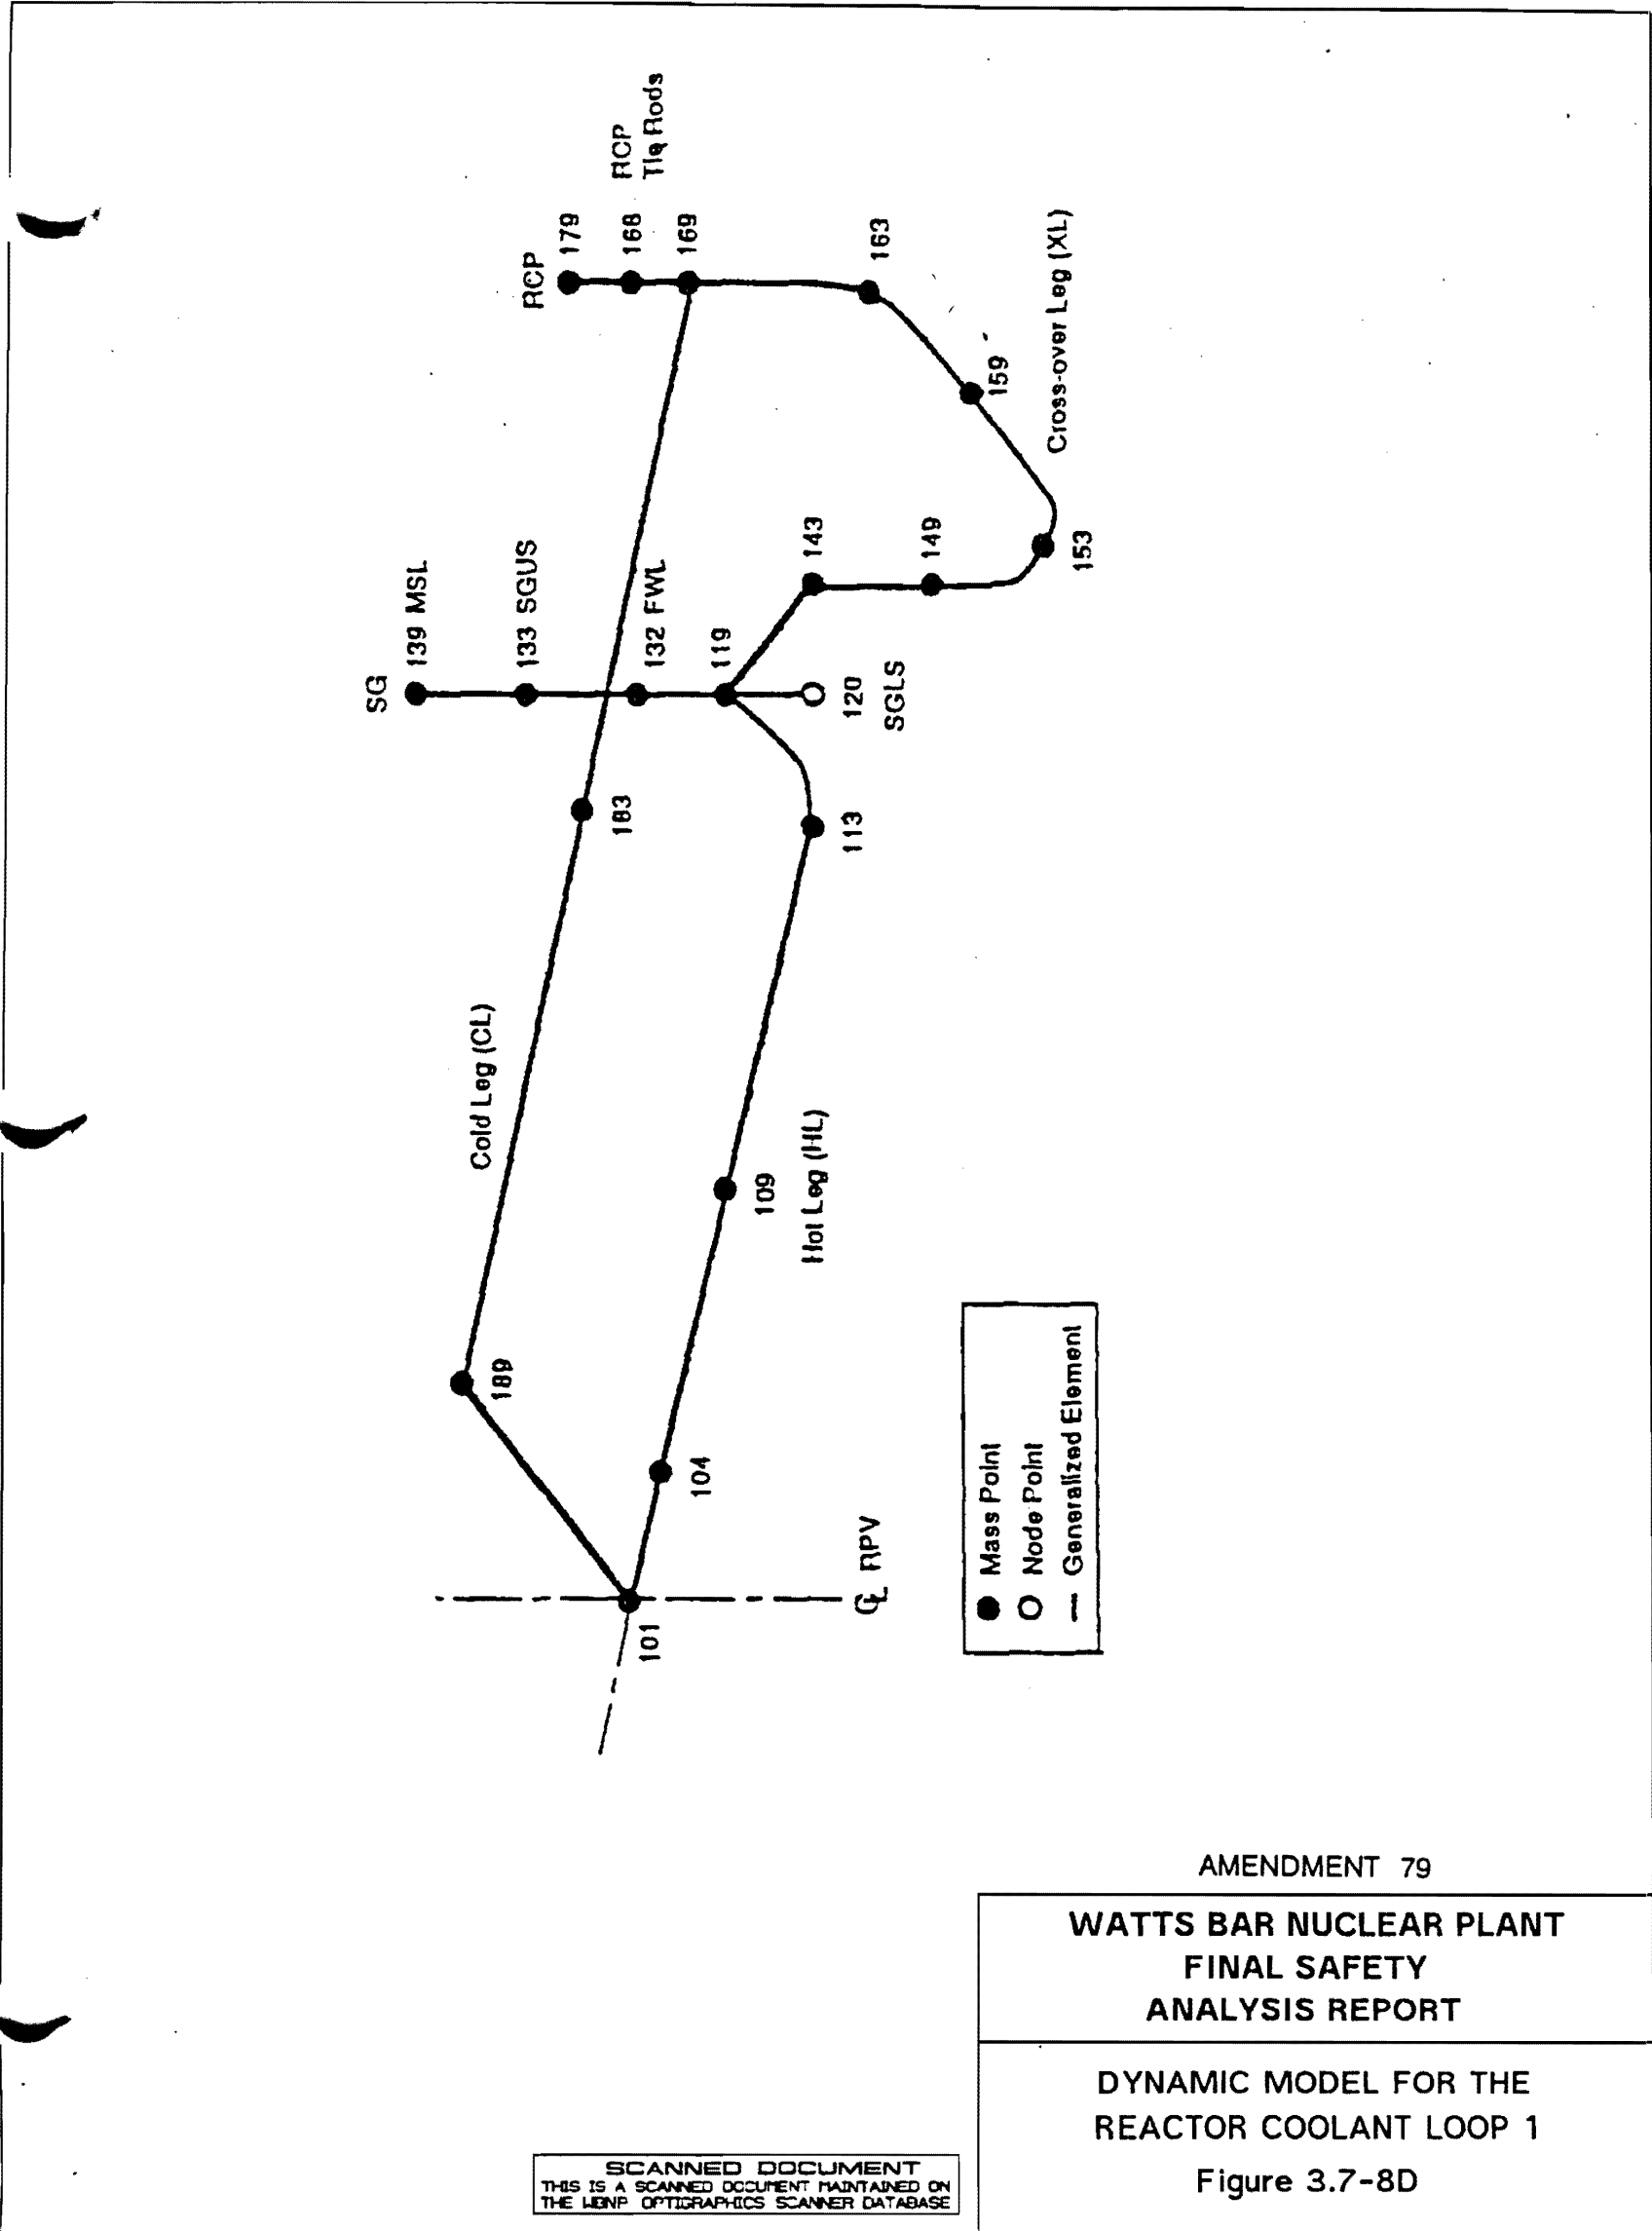 RCP
179
168
169
RCP
Tie Rods
163
159
Cross-over Leg (XL)
153
149
143
SG
139 MSL
133 SGUS
132 FWL
119
120
SGLS
183
113
Cold Leg (CL)
109
Hot Leg (HL)
189
104
101
℄ RPV
Mass Point
Node Point
Generalized Element
AMENDMENT 79
WATTS BAR NUCLEAR PLANT
FINAL SAFETY
ANALYSIS REPORT
DYNAMIC MODEL FOR THE
REACTOR COOLANT LOOP 1
Figure 3.7-8D
SCANNED DOCUMENT
THIS IS A SCANNED DOCUMENT MAINTAINED ON
THE WBNP OPTIGRAPHICS SCANNER DATABASE